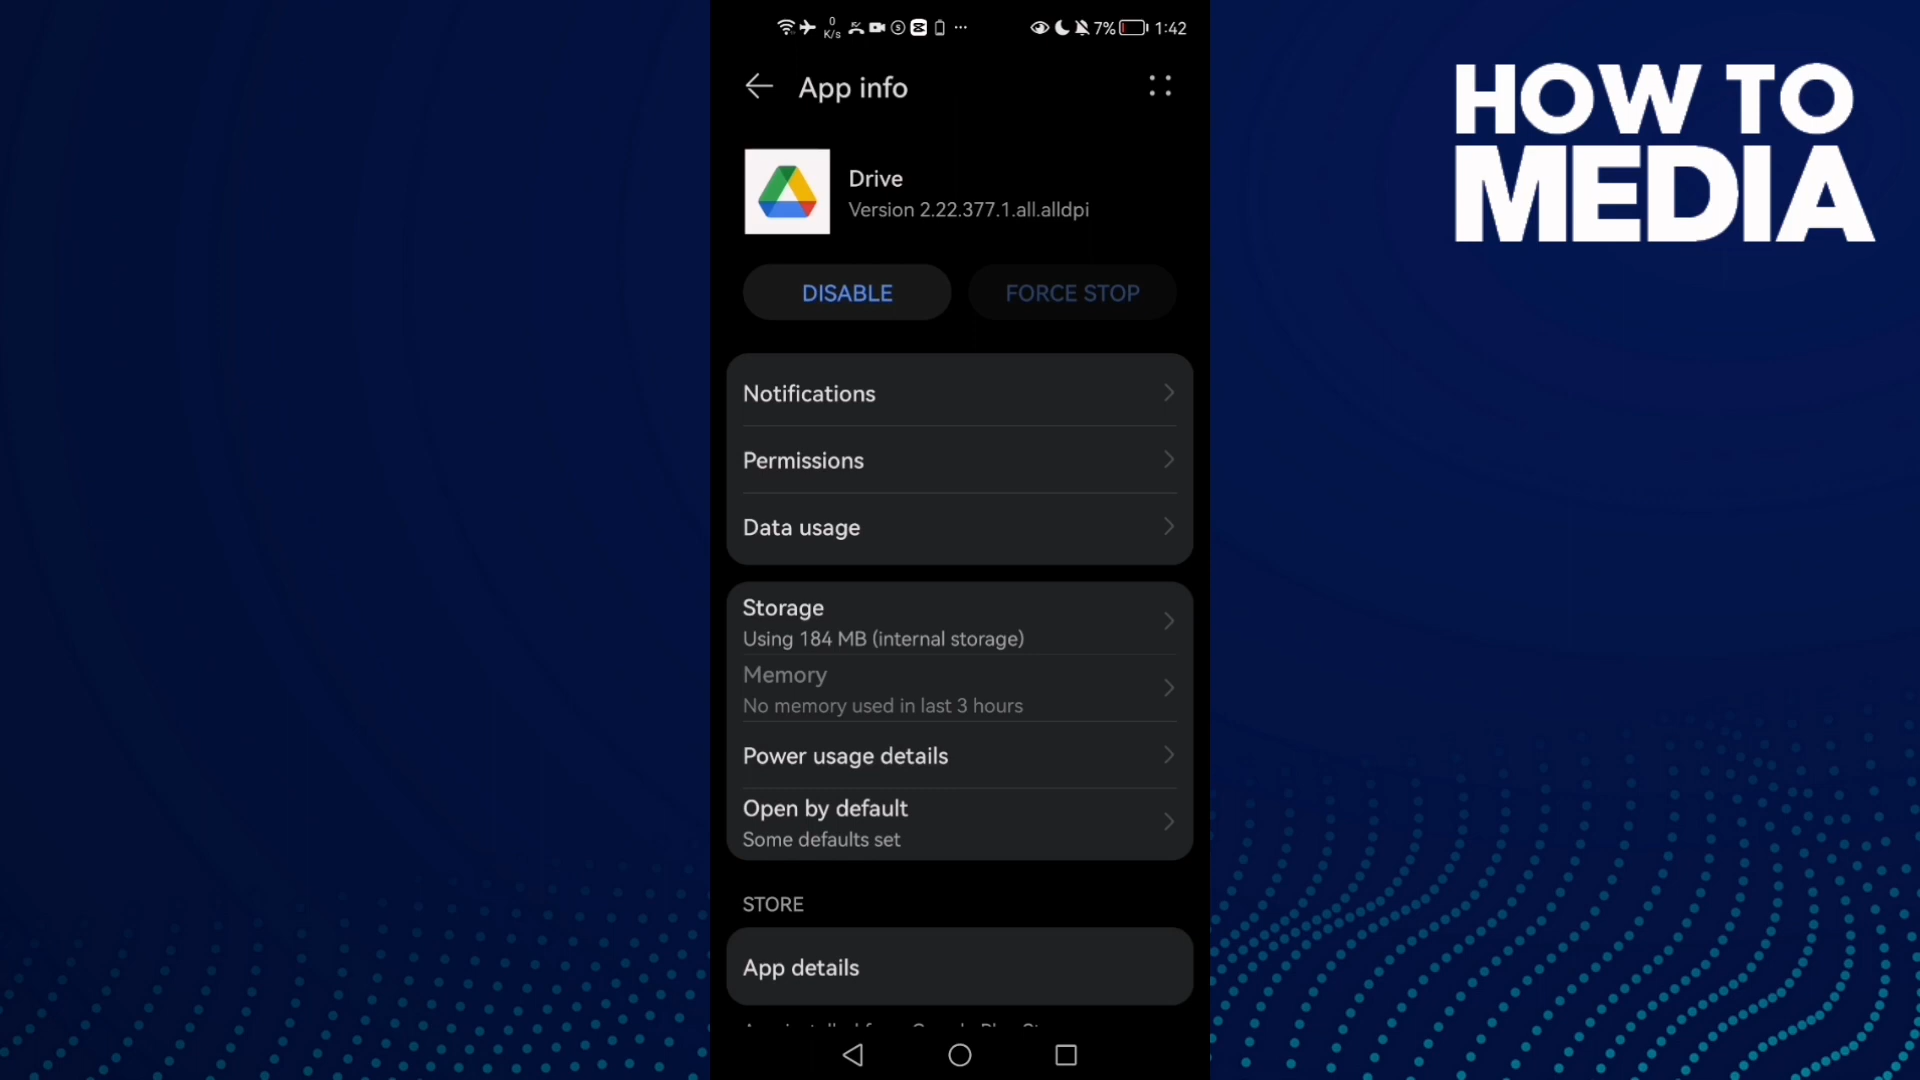 0
K/s
7%
1:42
App info
HOW TO
MEDIA
Drive
Version 2.22.377.1.all.alldpi
DISABLE
FORCE STOP
Notifications
Permissions
Data usage
Storage
Using 184 MB (internal storage)
Memory
No memory used in last 3 hours
Power usage details
Open by default
Some defaults set
STORE
App details